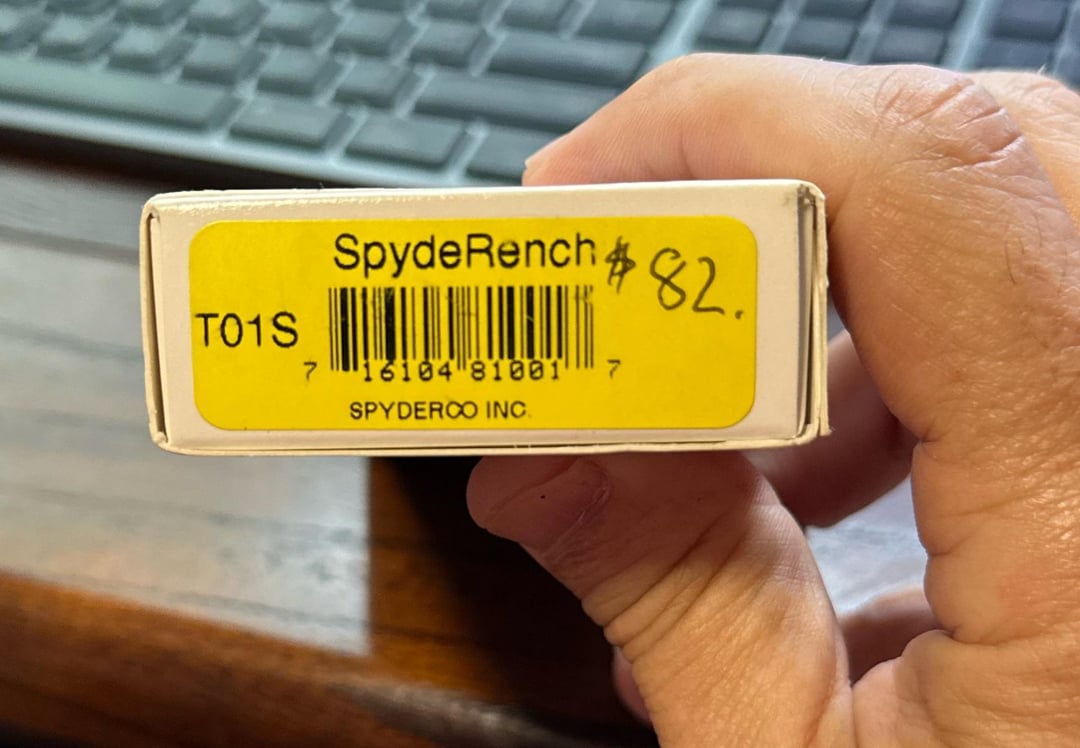 SpydeRench $82.
T01S
7 16104 81001 7
SPYDERCO INC.